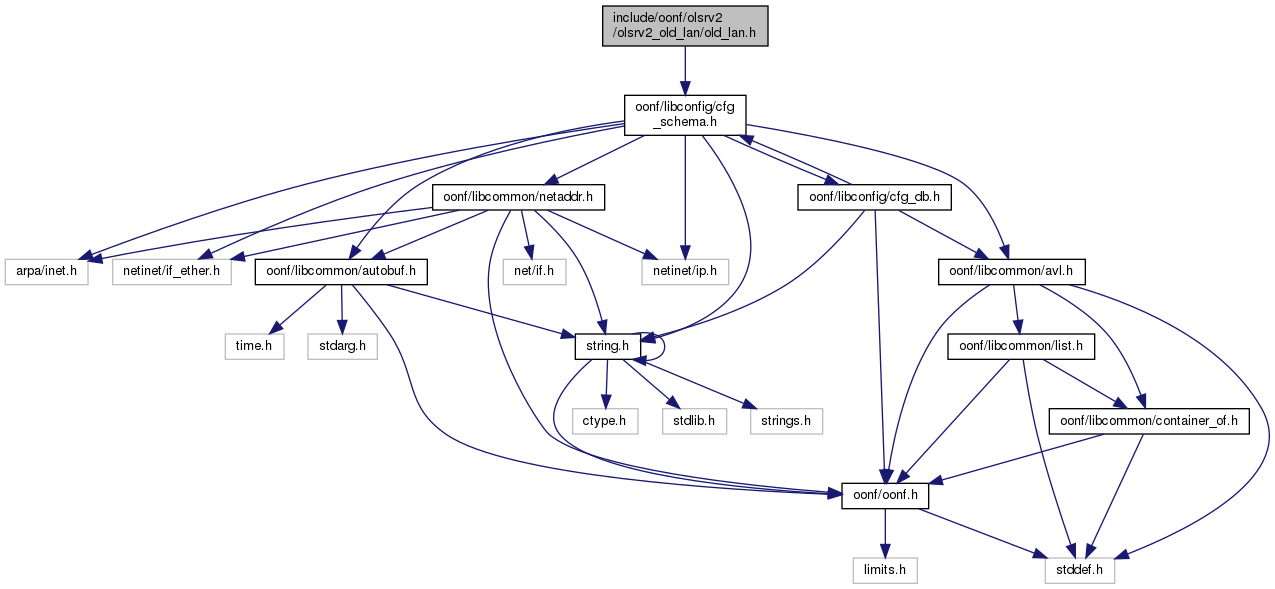 include/oonf/olsrv2
/olsrv2_old_lan/old_lan.h
oonf/libconfig/cfg
_schema.h
oonf/libcommon/netaddr.h
oonf/libconfig/cfg_db.h
arpa/inet.h
netinet/if_ether.h
oonf/libcommon/autobuf.h
net/if.h
netinet/ip.h
oonf/libcommon/avl.h
time.h
stdarg.h
string.h
oonf/libcommon/list.h
ctype.h
stdlib.h
strings.h
oonf/libcommon/container_of.h
oonf/oonf.h
limits.h
stddef.h